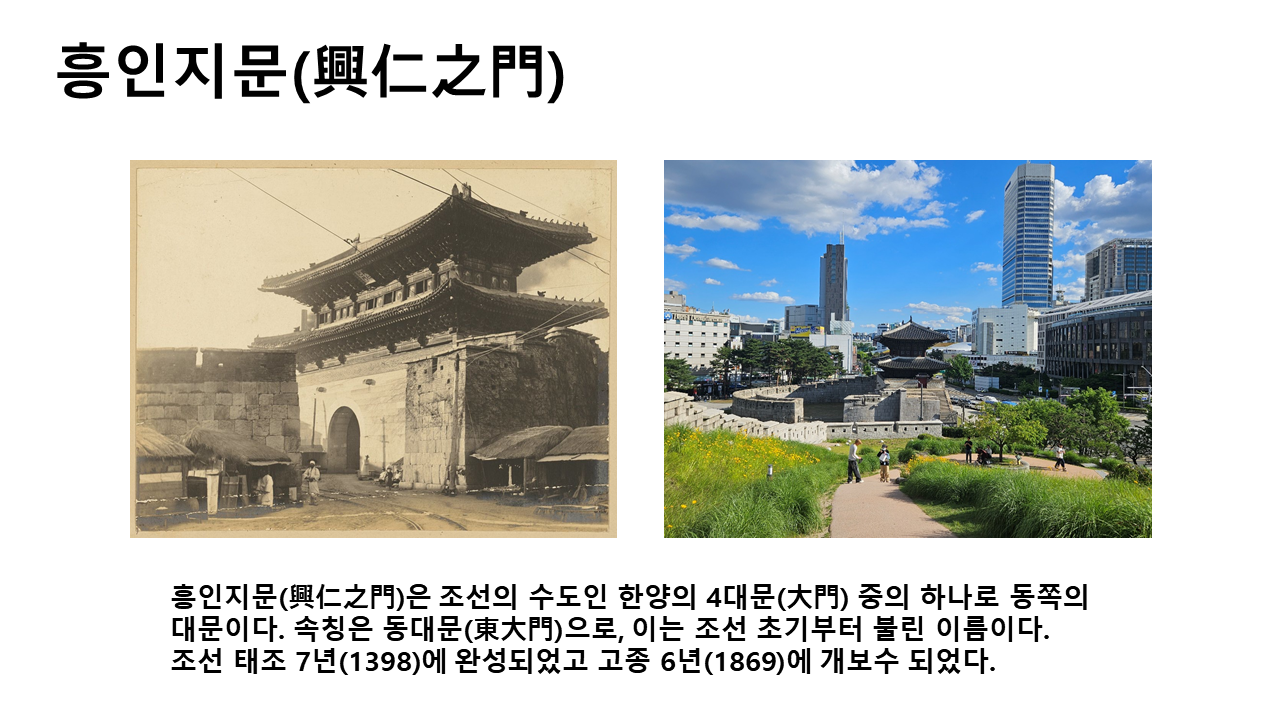 흥인지문(興仁之門)
흥인지문(興仁之門)은 조선의 수도인 한양의 4대문(大門) 중의 하나로 동쪽의
대문이다. 속칭은 동대문(東大門)으로, 이는 조선 초기부터 불린 이름이다.
조선 태조 7년(1398)에 완성되었고 고종 6년(1869)에 개보수 되었다.